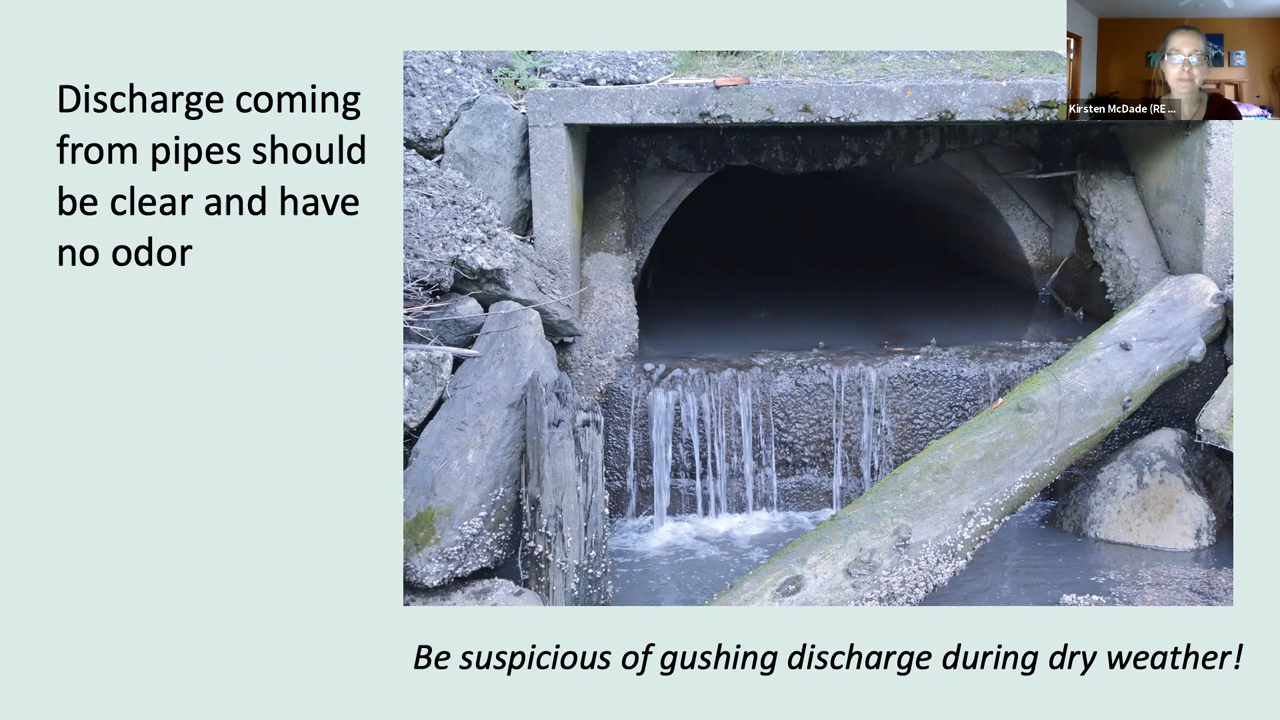 Discharge coming
from pipes should
be clear and have
no odor
Kirsten McDade (RE ...
Be suspicious of gushing discharge during dry weather!